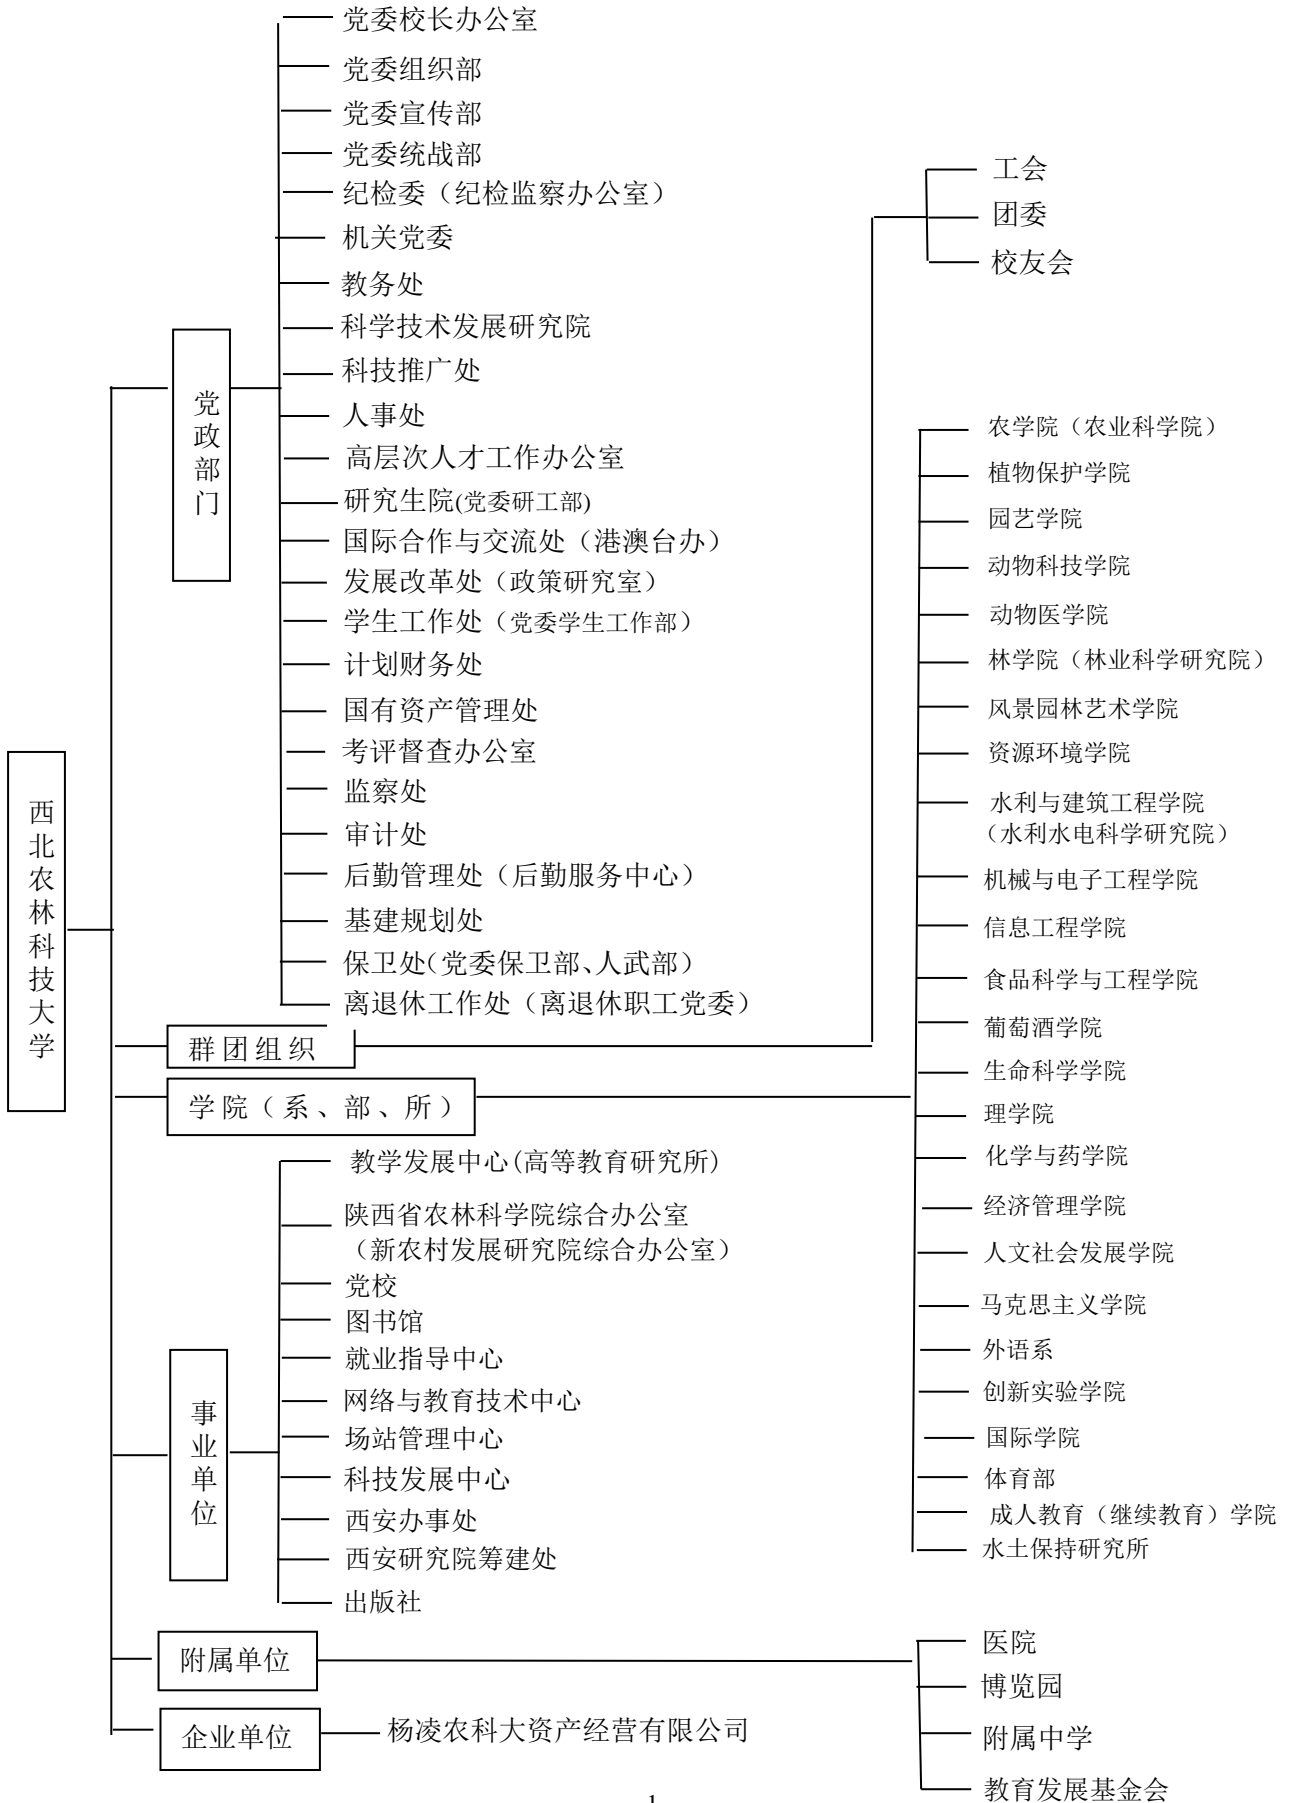 西北农林科技大学
党政部门
党委校长办公室
党委组织部
党委宣传部
党委统战部
纪检委（纪检监察办公室）
机关党委
教务处
科学技术发展研究院
科技推广处
人事处
高层次人才工作办公室
研究生院(党委研工部)
国际合作与交流处（港澳台办）
发展改革处（政策研究室）
学生工作处（党委学生工作部）
计划财务处
国有资产管理处
考评督查办公室
监察处
审计处
后勤管理处（后勤服务中心）
基建规划处
保卫处(党委保卫部、人武部）
离退休工作处（离退休职工党委）
群团组织
工会
团委
校友会
学院（系、部、所）
农学院（农业科学院）
植物保护学院
园艺学院
动物科技学院
动物医学院
林学院（林业科学研究院）
风景园林艺术学院
资源环境学院
水利与建筑工程学院
（水利水电科学研究院）
机械与电子工程学院
信息工程学院
食品科学与工程学院
葡萄酒学院
生命科学学院
理学院
化学与药学院
经济管理学院
人文社会发展学院
马克思主义学院
外语系
创新实验学院
国际学院
体育部
成人教育（继续教育）学院
水土保持研究所
事业单位
教学发展中心(高等教育研究所)
陕西省农林科学院综合办公室
（新农村发展研究院综合办公室）
党校
图书馆
就业指导中心
网络与教育技术中心
场站管理中心
科技发展中心
西安办事处
西安研究院筹建处
出版社
附属单位
医院
博览园
附属中学
教育发展基金会
企业单位
杨凌农科大资产经营有限公司
1